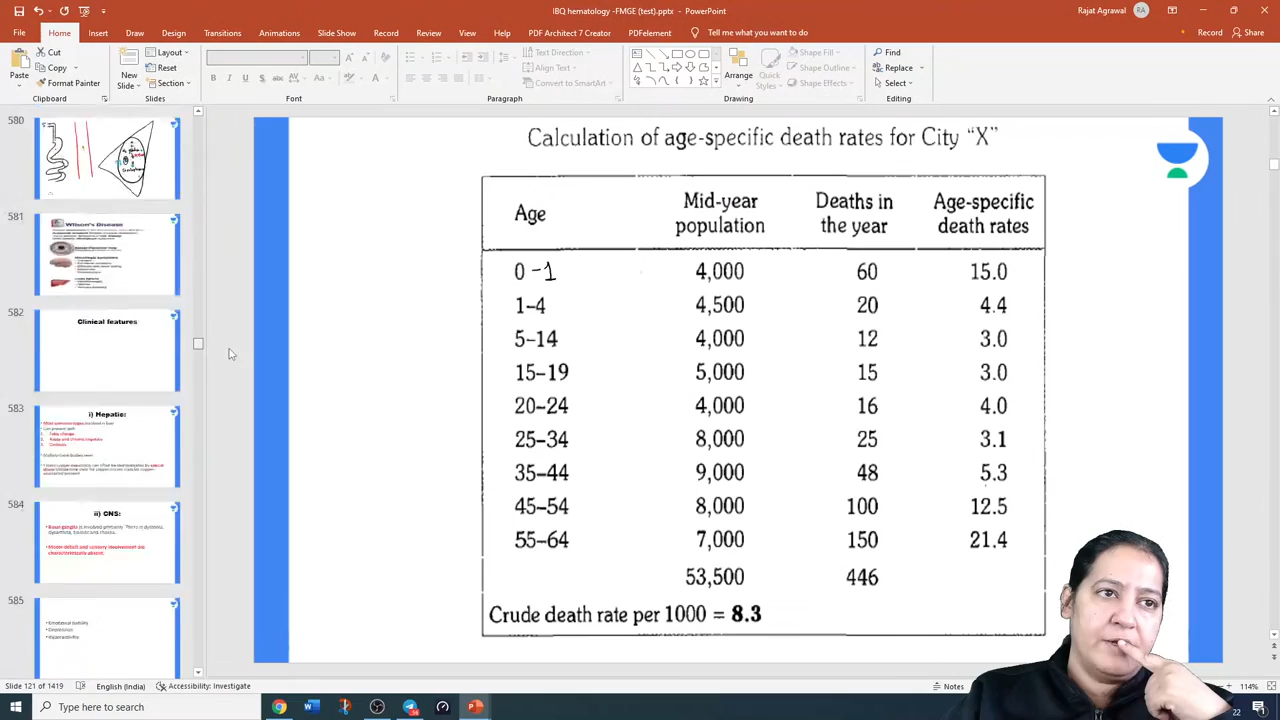 IBQ hematology -FMGE (test).pptx - PowerPoint
Rajat Agrawal
RA
File Home Insert Draw Design Transitions Animations Slide Show Record Review View Help PDF Architect 7 Creator PDFelement Tell me what you want to do Record Share
Paste
Cut
Copy
Format Painter
Clipboard
New Slide
Layout
Reset
Section
Slides
Font
Text Direction
Align Text
Convert to SmartArt
Paragraph
Arrange
Quick Styles
Shape Fill
Shape Outline
Shape Effects
Drawing
Find
Replace
Select
Editing
580
581
Wilson's Disease
582
Clinical features
583
i) Hepatic:
584
ii) CNS:
585
Calculation of age-specific death rates for City "X"
Age Mid-year population Deaths in the year Age-specific death rates
0 -1 4,000 60 15.0
1–4 4,500 20 4.4
5–14 4,000 12 3.0
15–19 5,000 15 3.0
20–24 4,000 16 4.0
25–34 8,000 25 3.1
35–44 9,000 48 5.3
45–54 8,000 100 12.5
55–64 7,000 150 21.4
53,500 446
Crude death rate per 1000 = 8.3
Slide 121 of 1419 English (India) Accessibility: Investigate Notes 114%
Type here to search
22